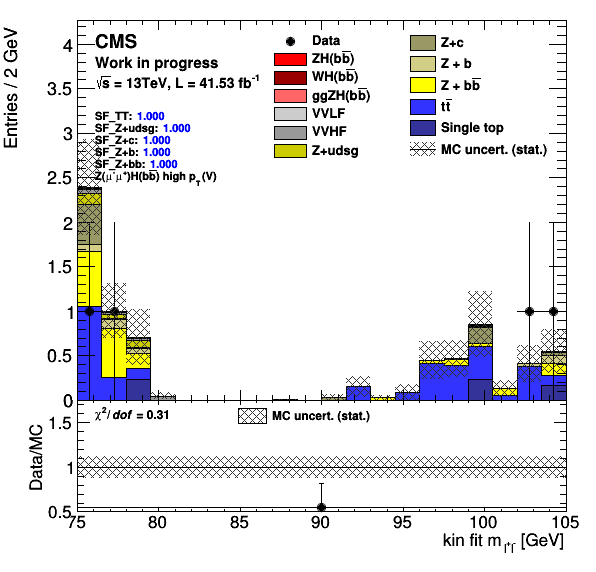 Entries / 2 GeV
4
3.5
3
2.5
2
1.5
1
0.5
0
CMS
Work in progress
√s = 13TeV, L = 41.53 fb⁻¹
SF_TT: 1.000
SF_Z+udsg: 1.000
SF_Z+c: 1.000
SF_Z+b: 1.000
SF_Z+bb: 1.000
Z(μ⁻μ⁺)H(bb̅) high p_T(V)
Data
ZH(bb̅)
WH(bb̅)
ggZH(bb̅)
VVLF
VVHF
Z+udsg
Z+c
Z + b
Z + bb̅
tt̅
Single top
MC uncert. (stat.)
Data/MC
1.5
1
0.5
χ²/ dof = 0.31
MC uncert. (stat.)
75 80 85 90 95 100 105
kin fit m_l⁺l⁻ [GeV]